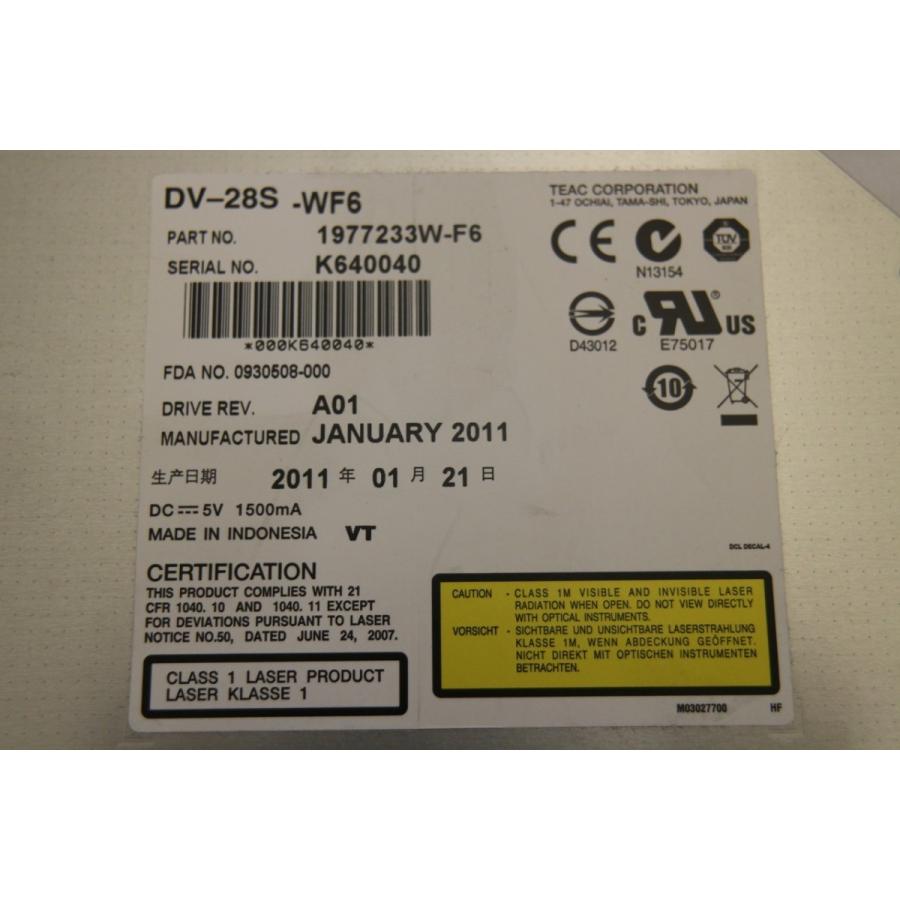 DV-28S -WF6
TEAC CORPORATION
1-47 OCHIAI, TAMA-SHI, TOKYO, JAPAN
PART NO. 1977233W-F6
SERIAL NO. K640040
*000K640040*
CE
TÜV
N13154
D43012
C RU ® US
E75017
FDA NO. 0930508-000
10
DRIVE REV. A01
MANUFACTURED JANUARY 2011
生产日期 2011 年 01 月 21 日
DC 5V 1500mA
MADE IN INDONESIA VT
DCL DECAL-4
CERTIFICATION
THIS PRODUCT COMPLIES WITH 21
CFR 1040. 10 AND 1040. 11 EXCEPT
FOR DEVIATIONS PURSUANT TO LASER
NOTICE NO.50, DATED JUNE 24, 2007.
CLASS 1 LASER PRODUCT
LASER KLASSE 1
CAUTION - CLASS 1M VISIBLE AND INVISIBLE LASER
RADIATION WHEN OPEN. DO NOT VIEW DIRECTLY
WITH OPTICAL INSTRUMENTS.
VORSICHT - SICHTBARE UND UNSICHTBARE LASERSTRAHLUNG
KLASSE 1M, WENN ABDECKUNG GEÖFFNET.
NICHT DIREKT MIT OPTISCHEN INSTRUMENTEN
BETRACHTEN.
M03027700 HF